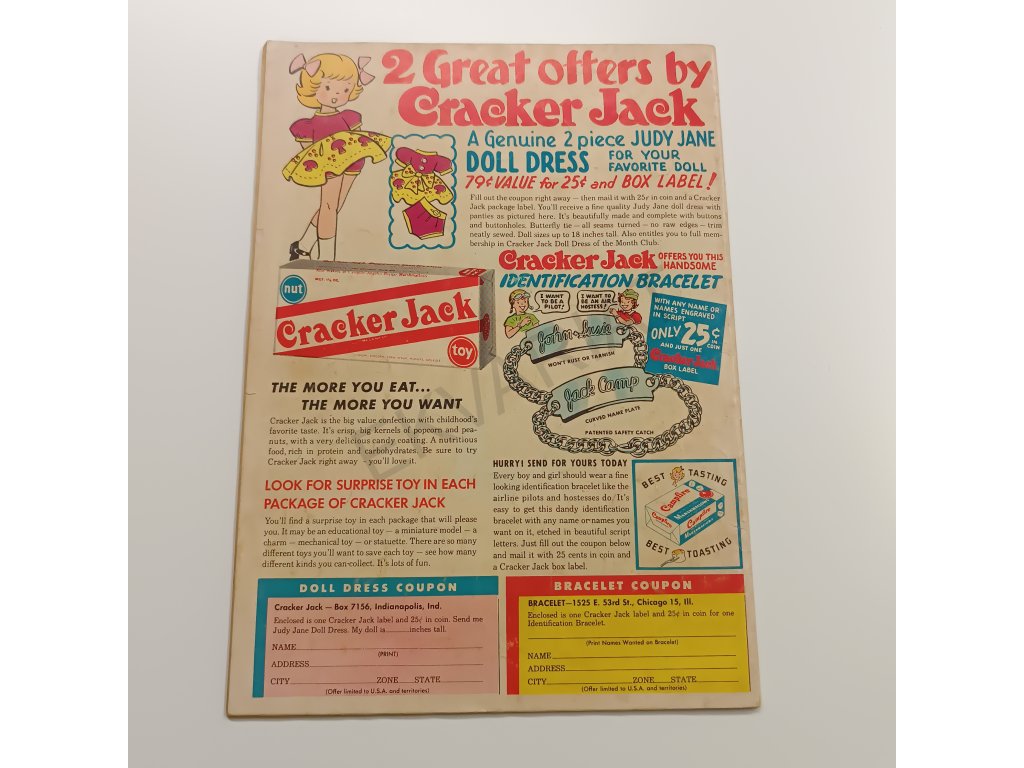 2 Great offers by
Cracker Jack
A Genuine 2 piece JUDY JANE
DOLL DRESS FOR YOUR FAVORITE DOLL
79¢ VALUE for 25¢ and BOX LABEL!
Fill out the coupon right away — then mail it with 25¢ in coin and a Cracker
Jack package label. You'll receive a fine quality Judy Jane doll dress with
panties as pictured here. It's beautifully made and complete with buttons
and buttonholes. Butterfly tie — all seams turned — no raw edges — trim
neatly sewed. Doll sizes up to 18 inches tall. Also entitles you to full mem-
bership in Cracker Jack Doll Dress of the Month Club.
Cracker Jack OFFERS YOU THIS HANDSOME
IDENTIFICATION BRACELET
I WANT TO BE A PILOT!
I WANT TO BE AN AIR HOSTESS!
WITH ANY NAME OR
NAMES ENGRAVED
IN SCRIPT
ONLY 25¢ IN COIN
AND JUST ONE
Cracker Jack
BOX LABEL
John - Susie
WON'T RUST OR TARNISH
Jack Camp
CURVED NAME PLATE
PATENTED SAFETY CATCH
nut
Cracker Jack
toy
THE MORE YOU EAT...
THE MORE YOU WANT
Cracker Jack is the big value confection with childhood's
favorite taste. It's crisp, big kernels of popcorn and pea-
nuts, with a very delicious candy coating. A nutritious
food, rich in protein and carbohydrates. Be sure to try
Cracker Jack right away — you'll love it.
LOOK FOR SURPRISE TOY IN EACH
PACKAGE OF CRACKER JACK
You'll find a surprise toy in each package that will please
you. It may be an educational toy — a miniature model — a
charm — mechanical toy — or statuette. There are so many
different toys you'll want to save each toy — see how many
different kinds you can collect. It's lots of fun.
HURRY! SEND FOR YOURS TODAY
Every boy and girl should wear a fine
looking identification bracelet like the
airline pilots and hostesses do. It's
easy to get this dandy identification
bracelet with any name or names you
want on it, etched in beautiful script
letters. Just fill out the coupon below
and mail it with 25 cents in coin and
a Cracker Jack box label.
BEST TASTING
Campfire
Marshmallows
Campfire
BEST TOASTING
DOLL DRESS COUPON
Cracker Jack — Box 7156, Indianapolis, Ind.
Enclosed is one Cracker Jack label and 25¢ in coin. Send me
Judy Jane Doll Dress. My doll is ____ inches tall.
NAME
(PRINT)
ADDRESS
CITY ZONE STATE
(Offer limited to U.S.A. and territories)
BRACELET COUPON
BRACELET—1525 E. 53rd St., Chicago 15, Ill.
Enclosed is one Cracker Jack label and 25¢ in coin for one
Identification Bracelet.
(Print Names Wanted on Bracelet)
NAME
ADDRESS
CITY ZONE STATE
(Offer limited to U.S.A. and territories)